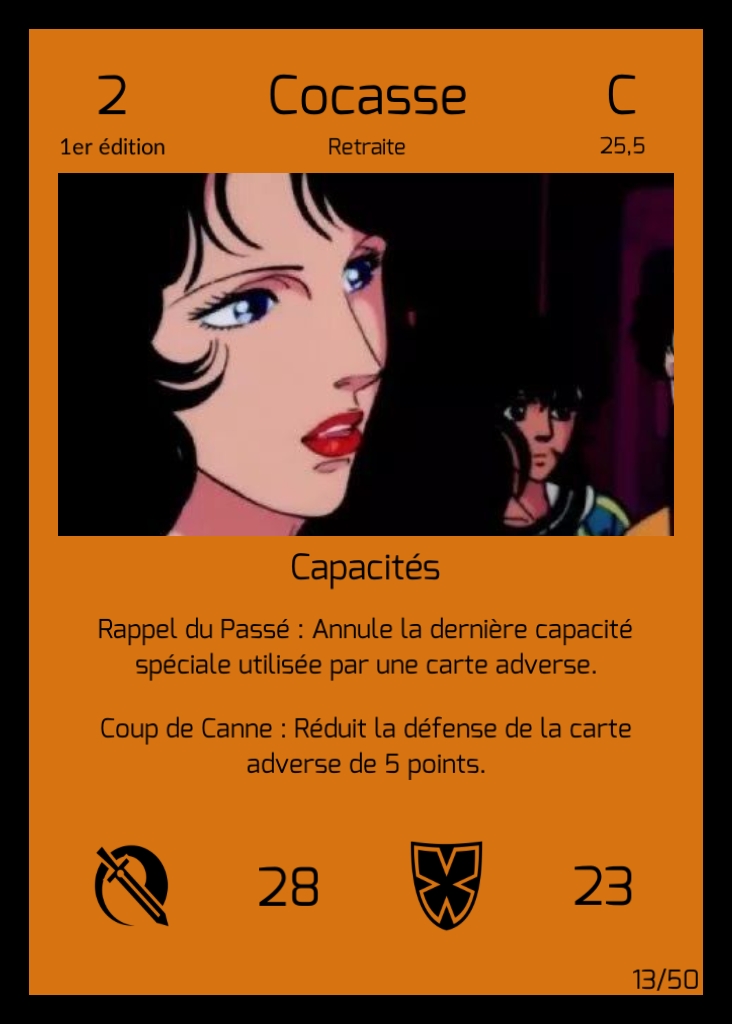 2
Cocasse
C
1er édition
Retraite
25,5
Capacités
Rappel du Passé : Annule la dernière capacité
spéciale utilisée par une carte adverse.
Coup de Canne : Réduit la défense de la carte
adverse de 5 points.
28
23
13/50